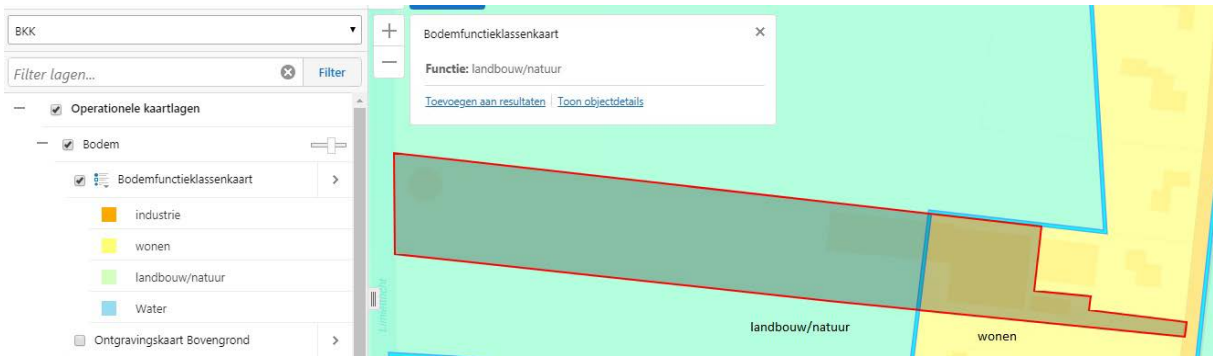 BKK
Filter lagen...
Filter
Operationele kaartlagen
Bodem
Bodemfunctieklassenkaart
industrie
wonen
landbouw/natuur
Water
Ontgravingskaart Bovengrond
Bodemfunctieklassenkaart
Functie: landbouw/natuur
Toevoegen aan resultaten | Toon objectdetails
landbouw/natuur
wonen